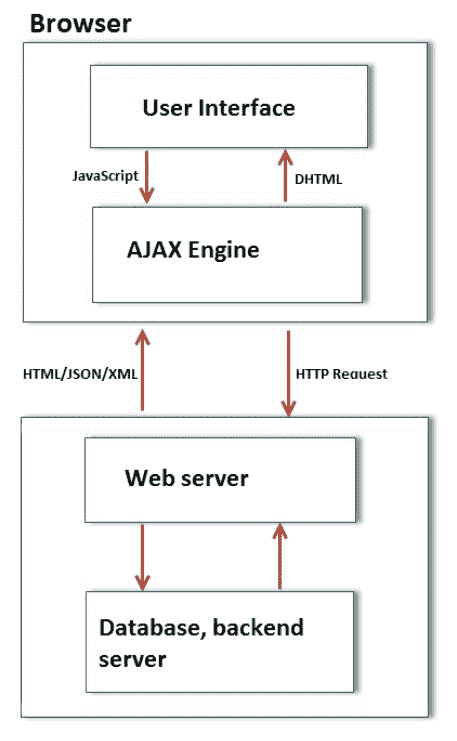 Browser
User Interface
JavaScript
DHTML
AJAX Engine
HTML/JSON/XML
HTTP Request
Web server
Database, backend
server